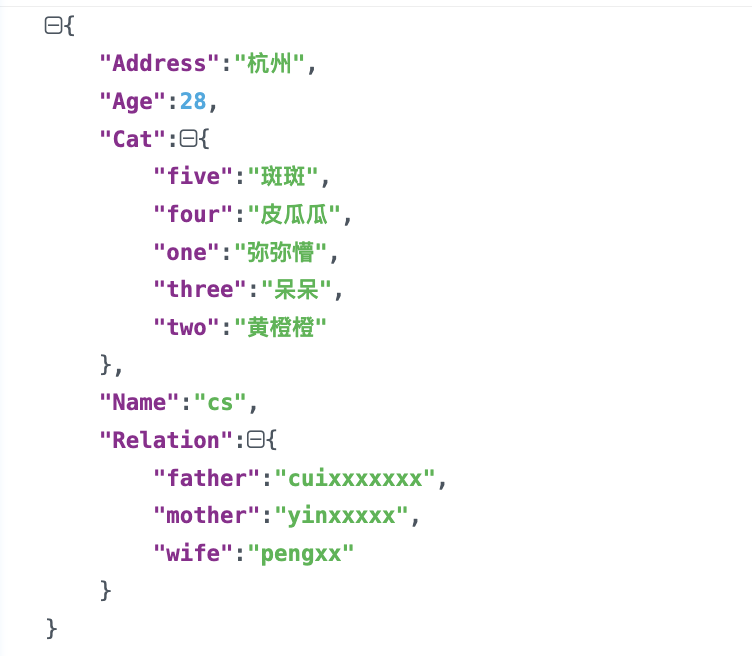 {
"Address":"杭州",
"Age":28,
"Cat":{
"five":"斑斑",
"four":"皮瓜瓜",
"one":"弥弥懵",
"three":"呆呆",
"two":"黄橙橙"
},
"Name":"cs",
"Relation":{
"father":"cuixxxxxxx",
"mother":"yinxxxxx",
"wife":"pengxx"
}
}